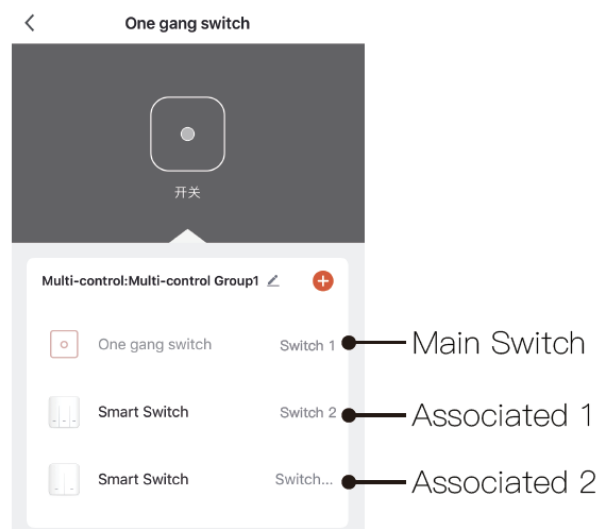 One gang switch
开关
Multi-control:Multi-control Group1
One gang switch Switch 1 Main Switch
Smart Switch Switch 2 Associated 1
Smart Switch Switch... Associated 2